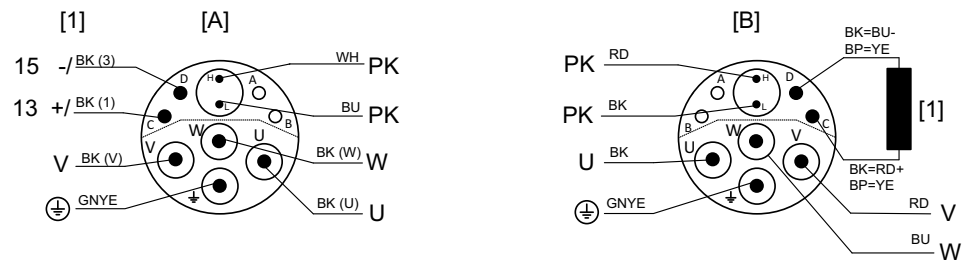 [1] [A]
15 -/ BK (3) D H A WH PK
L BU PK
13 +/ BK (1) C B
V W U
V BK (V) BK (W) W
GNYE BK (U) U
[B]
BK=BU-
BP=YE
PK RD A H D
PK BK L [1]
B C
U W V
U BK BK=RD+
BP=YE
GNYE RD V
BU W